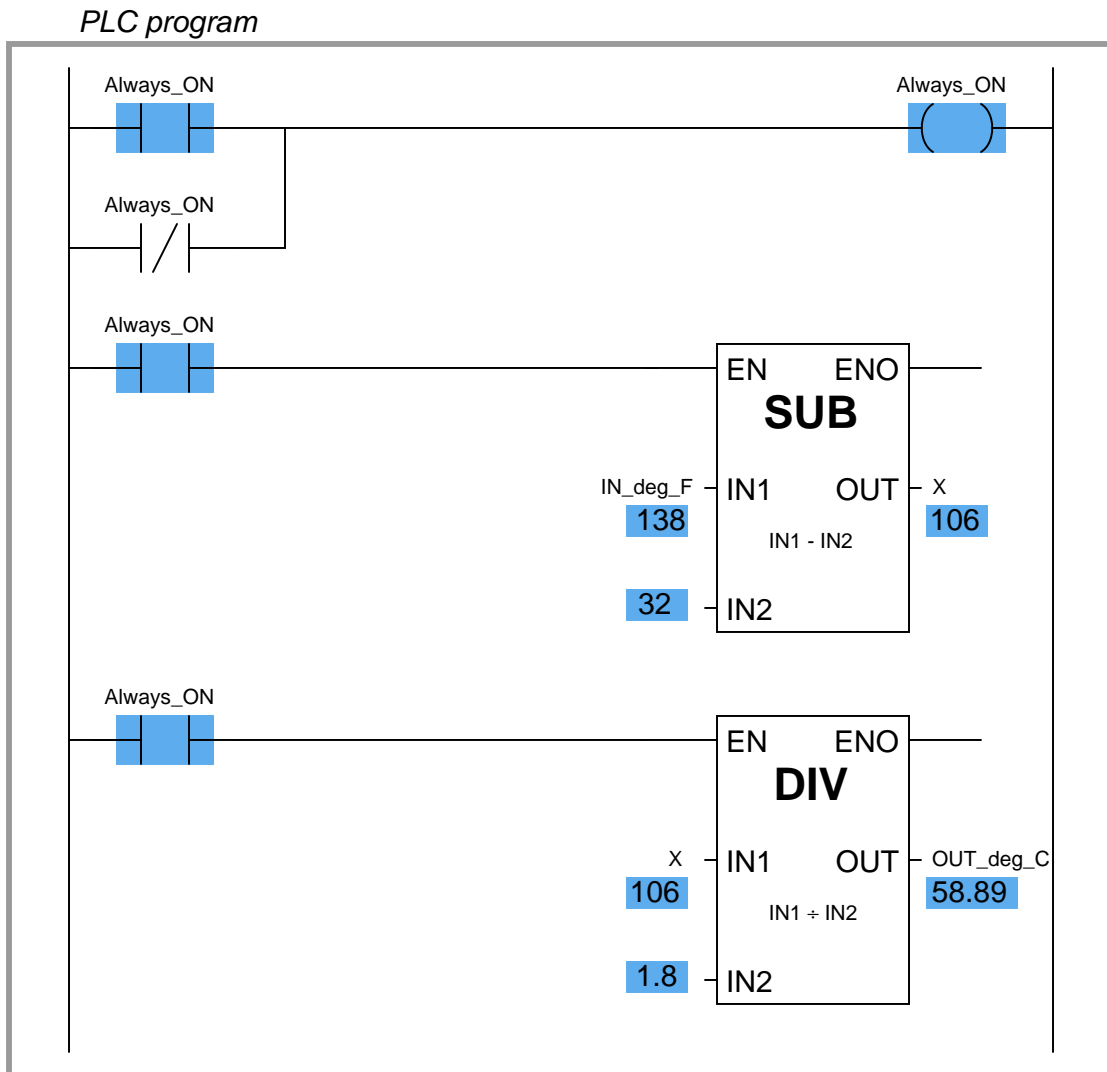 PLC program
Always_ON Always_ON
Always_ON
Always_ON
EN ENO
SUB
IN_deg_F IN1 OUT X
138 106
IN1 - IN2
32 IN2
Always_ON
EN ENO
DIV
X IN1 OUT OUT_deg_C
106 58.89
IN1 ÷ IN2
1.8 IN2